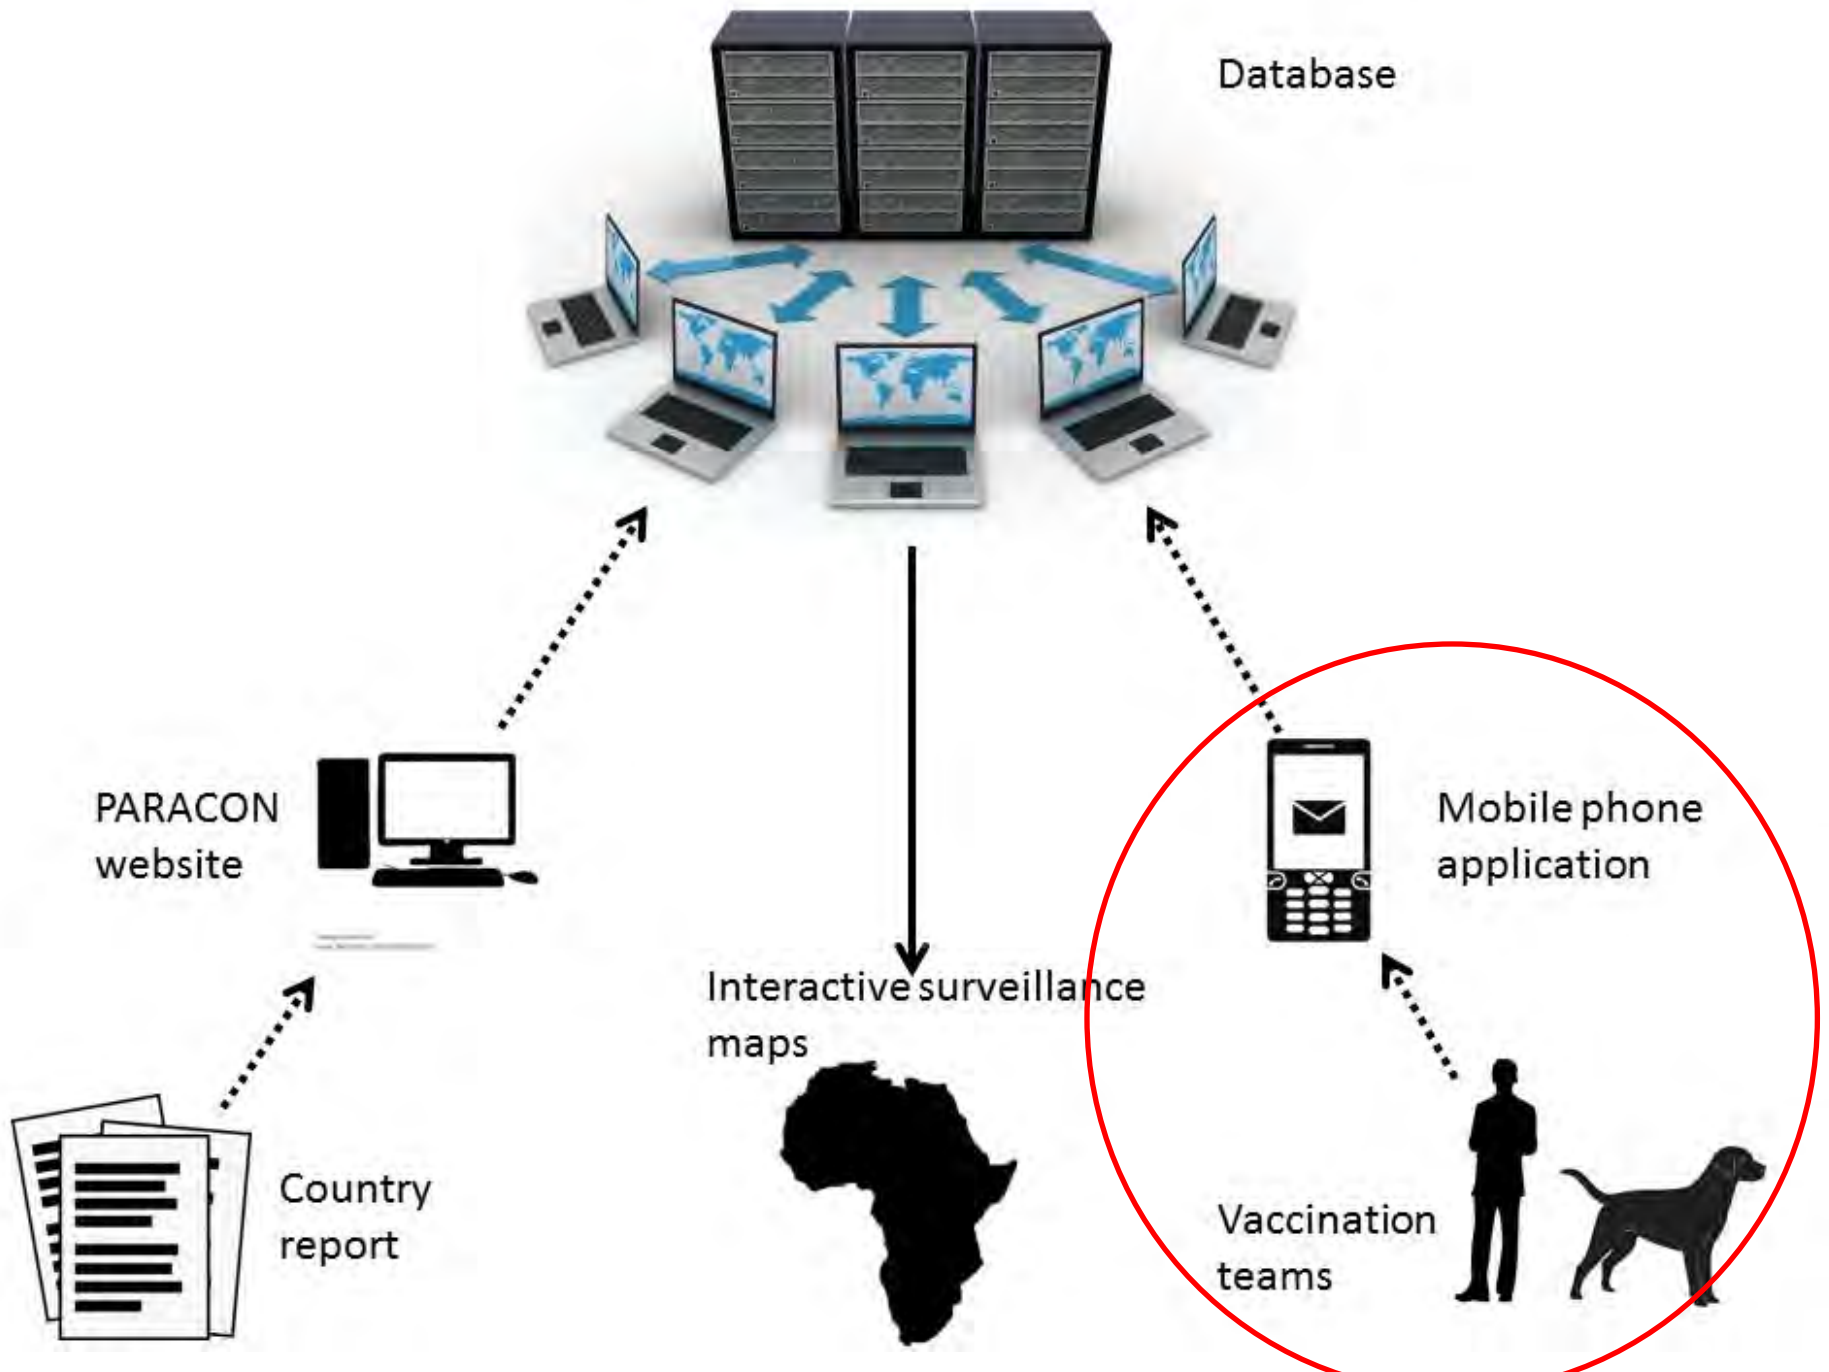 Database
PARACON
website
Mobile phone
application
Interactive surveillance
maps
Country
report
Vaccination
teams